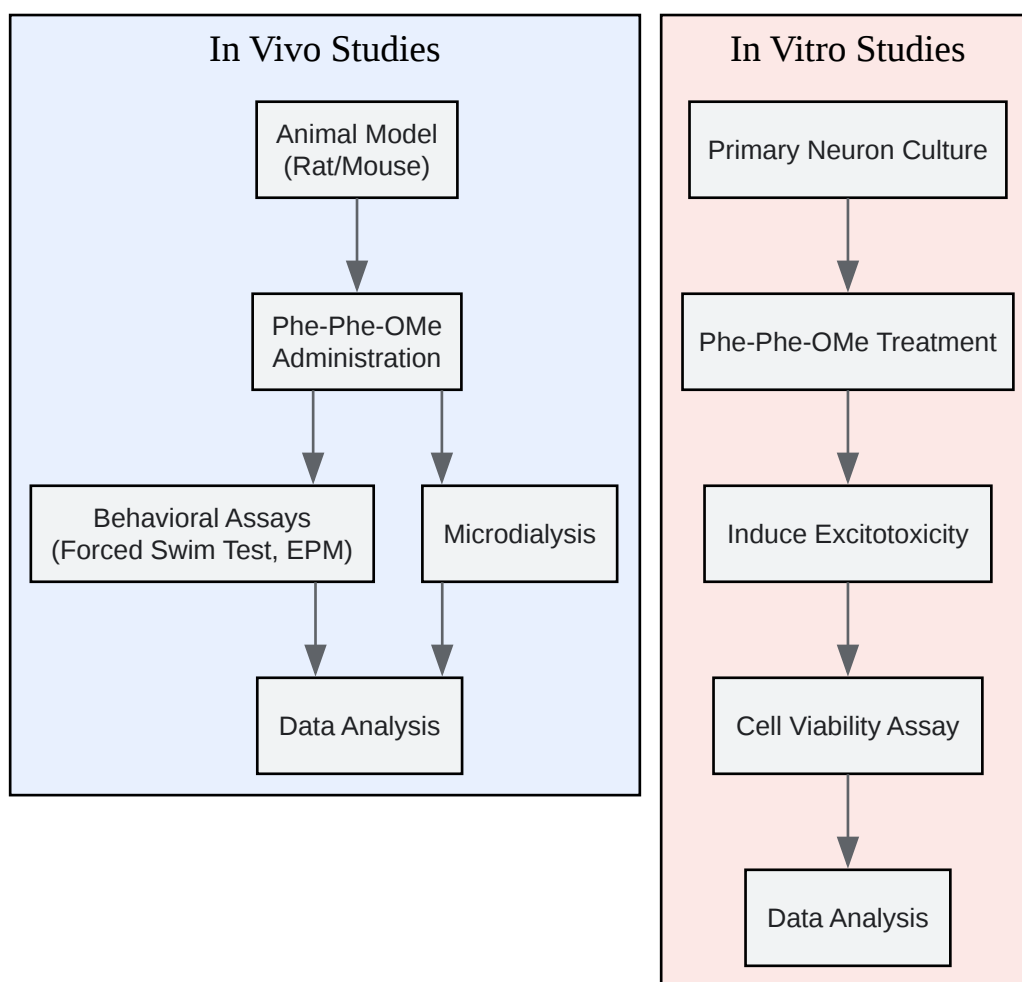 In Vivo Studies
Animal Model
(Rat/Mouse)
Phe-Phe-OMe
Administration
Behavioral Assays
(Forced Swim Test, EPM)
Microdialysis
Data Analysis
In Vitro Studies
Primary Neuron Culture
Phe-Phe-OMe Treatment
Induce Excitotoxicity
Cell Viability Assay
Data Analysis